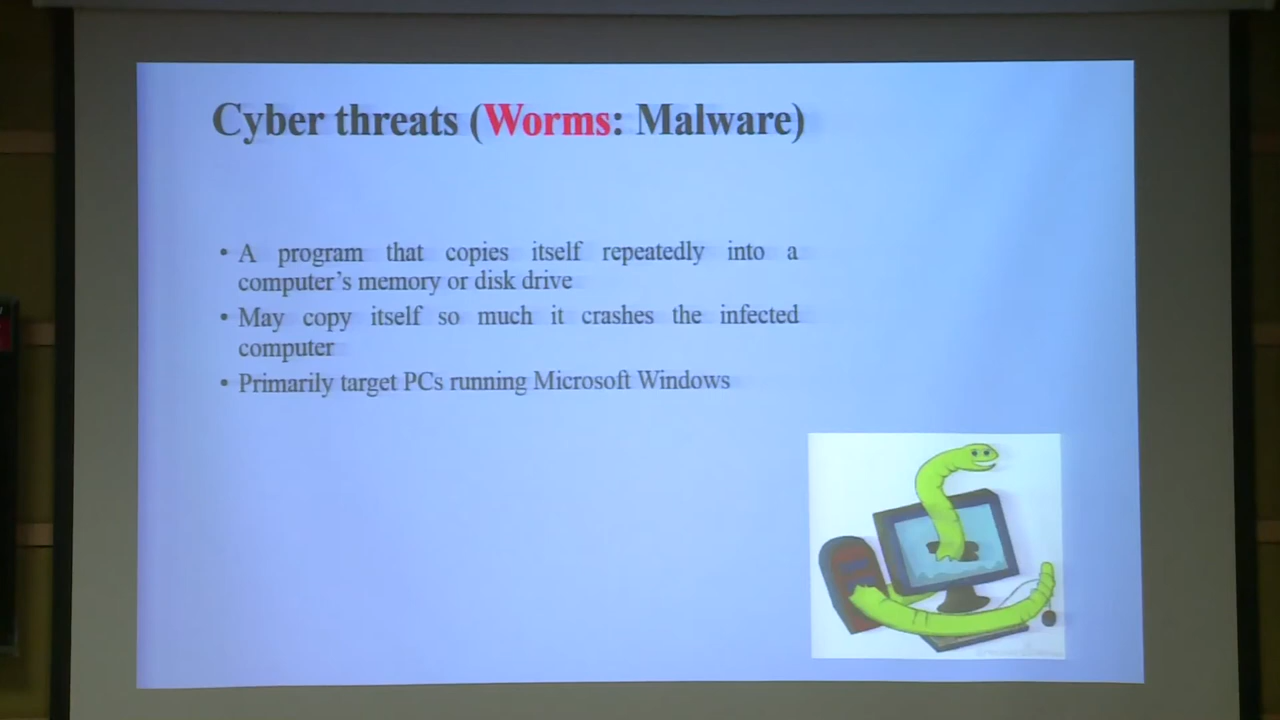 Cyber threats (Worms: Malware)
• A program that copies itself repeatedly into a
computer's memory or disk drive
• May copy itself so much it crashes the infected
computer
• Primarily target PCs running Microsoft Windows